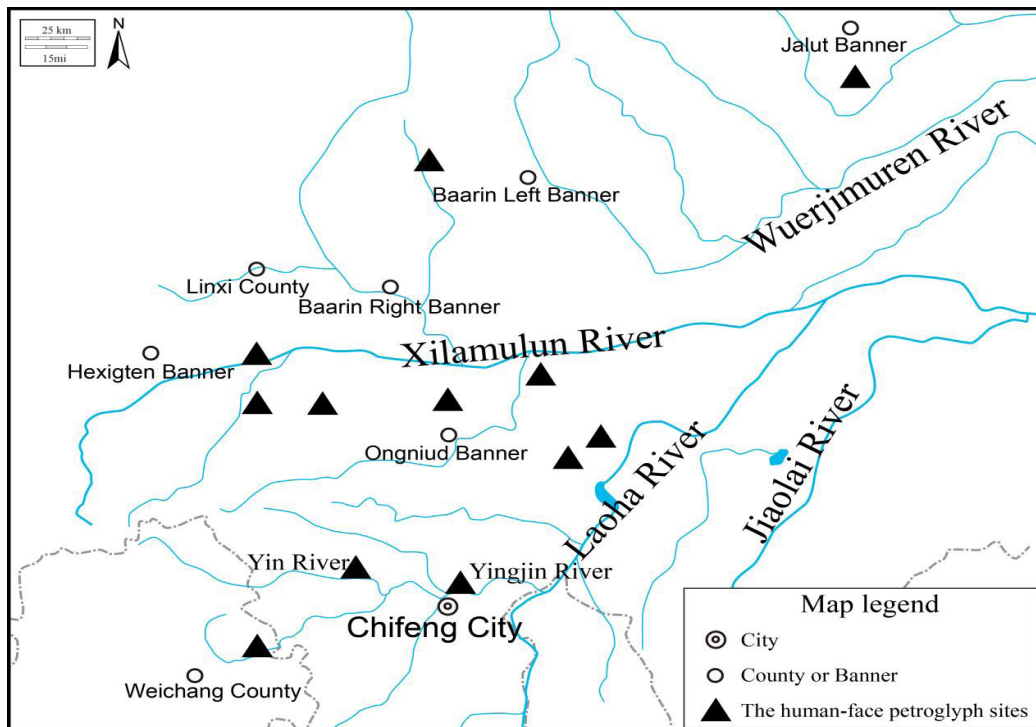 25 km
15mi
N
Jalut Banner
Wuerjimuren River
Baarin Left Banner
Linxi County
Baarin Right Banner
Xilamulun River
Hexigten Banner
Ongniud Banner
Laoha River
Jiaolai River
Yin River
Yingjin River
Chifeng City
Weichang County
Map legend
City
County or Banner
The human-face petroglyph sites